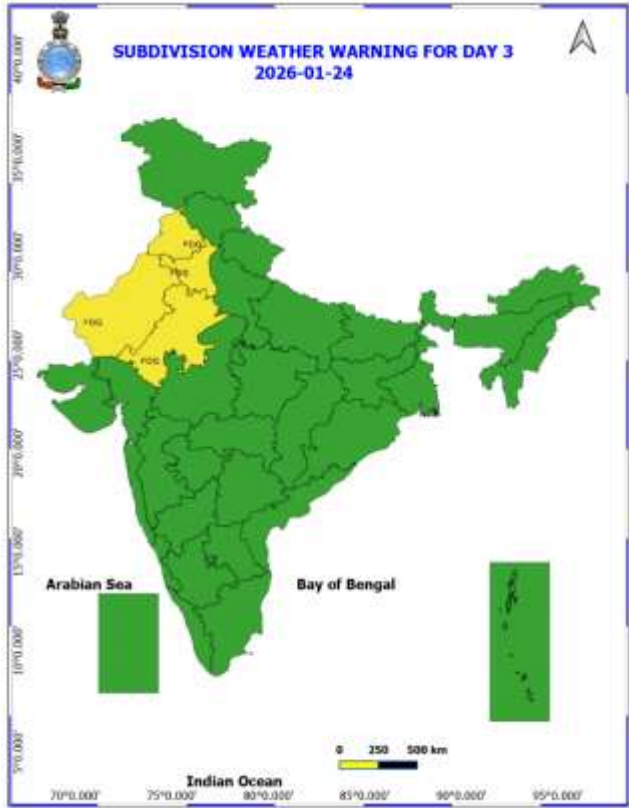 SUBDIVISION WEATHER WARNING FOR DAY 3
2026-01-24
40°0.000'
35°0.000'
30°0.000'
25°0.000'
20°0.000'
15°0.000'
10°0.000'
5°0.000'
FOG
FOG
FOG
FOG
Arabian Sea
Bay of Bengal
0 250 500 km
Indian Ocean
70°0.000' 75°0.000' 80°0.000' 85°0.000' 90°0.000' 95°0.000'